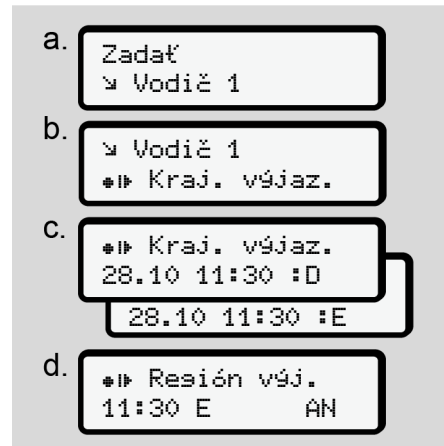 a.
Zadať
↘ Vodič 1
b.
↘ Vodič 1
Kraj. výjaz.
c.
Kraj. výjaz.
28.10 11:30 :D
28.10 11:30 :E
d.
Región výj.
11:30 E AN